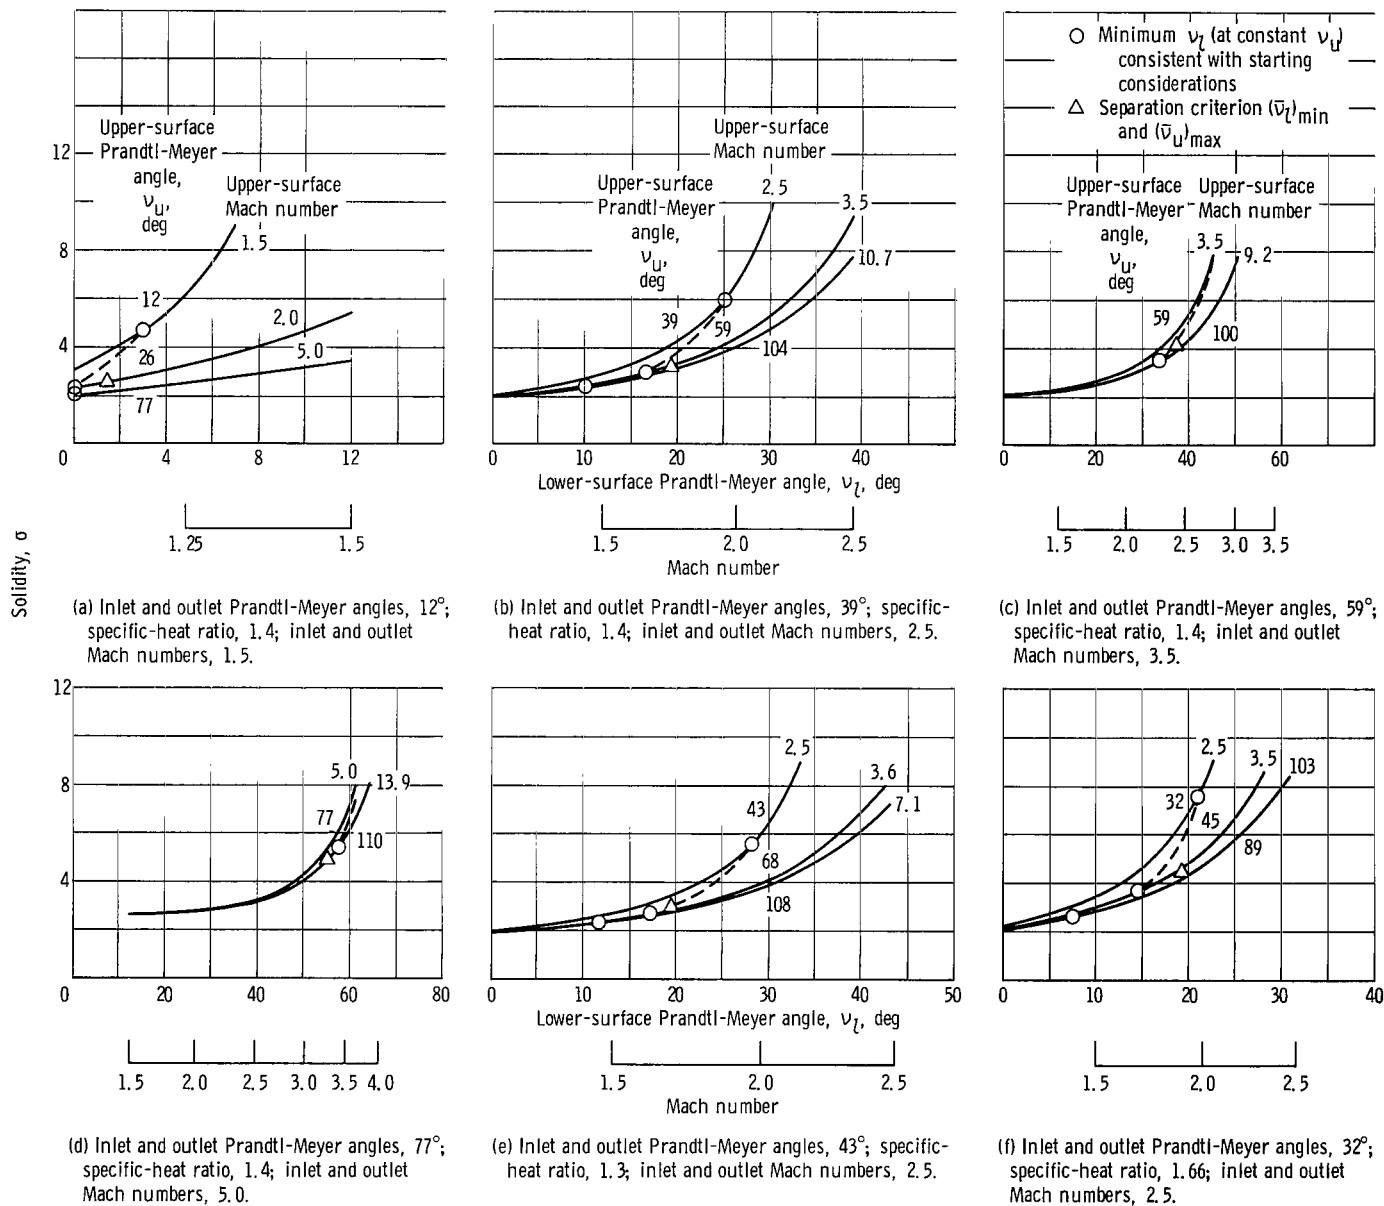 Solidity, σ
12
8
4
0
4
8
12
Upper-surface
Prandtl-Meyer
angle,
νu,
deg
Upper-surface
Mach number
1.5
12
2.0
26
5.0
77
1.25
1.5
(a) Inlet and outlet Prandtl-Meyer angles, 12°;
specific-heat ratio, 1.4; inlet and outlet
Mach numbers, 1.5.
Upper-surface
Mach number
Upper-surface
Prandtl-Meyer
angle,
νu,
deg
2.5
3.5
10.7
39
59
104
0
10
20
30
40
Lower-surface Prandtl-Meyer angle, νl, deg
1.5
2.0
2.5
Mach number
(b) Inlet and outlet Prandtl-Meyer angles, 39°; specific-
heat ratio, 1.4; inlet and outlet Mach numbers, 2.5.
○ Minimum νl (at constant νu)
consistent with starting
considerations
△ Separation criterion (ν̄l)min
and (ν̄u)max
Upper-surface
Prandtl-Meyer
angle,
νu,
deg
Upper-surface
Mach number
3.5
9.2
59
100
0
20
40
60
1.5
2.0
2.5
3.0
3.5
(c) Inlet and outlet Prandtl-Meyer angles, 59°;
specific-heat ratio, 1.4; inlet and outlet
Mach numbers, 3.5.
12
8
4
5.0
13.9
77
110
0
20
40
60
80
1.5
2.0
2.5
3.0
3.5
4.0
(d) Inlet and outlet Prandtl-Meyer angles, 77°;
specific-heat ratio, 1.4; inlet and outlet
Mach numbers, 5.0.
2.5
3.6
7.1
43
68
108
0
10
20
30
40
50
Lower-surface Prandtl-Meyer angle, νl, deg
1.5
2.0
2.5
Mach number
(e) Inlet and outlet Prandtl-Meyer angles, 43°; specific-
heat ratio, 1.3; inlet and outlet Mach numbers, 2.5.
2.5
3.5
103
32
45
89
0
10
20
30
40
1.5
2.0
2.5
(f) Inlet and outlet Prandtl-Meyer angles, 32°;
specific-heat ratio, 1.66; inlet and outlet
Mach numbers, 2.5.